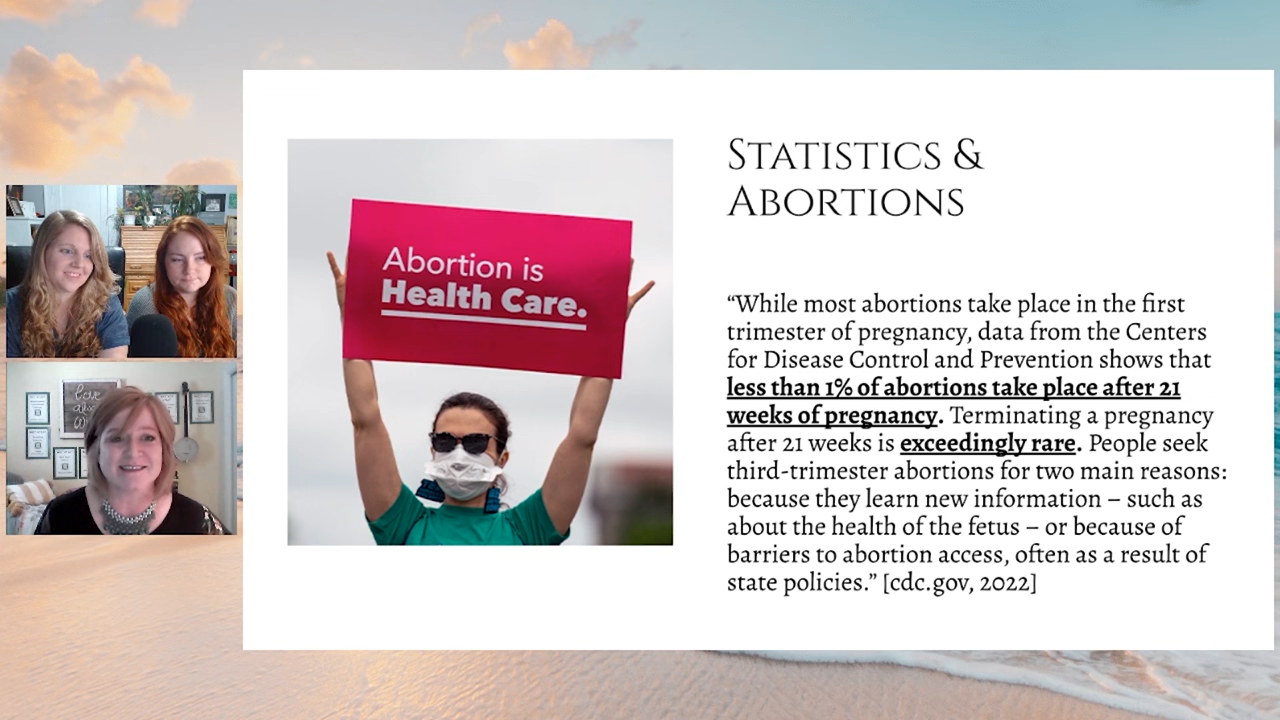 Abortion is
Health Care.
STATISTICS &
ABORTIONS
“While most abortions take place in the first
trimester of pregnancy, data from the Centers
for Disease Control and Prevention shows that
less than 1% of abortions take place after 21
weeks of pregnancy. Terminating a pregnancy
after 21 weeks is exceedingly rare. People seek
third-trimester abortions for two main reasons:
because they learn new information – such as
about the health of the fetus – or because of
barriers to abortion access, often as a result of
state policies.” [cdc.gov, 2022]